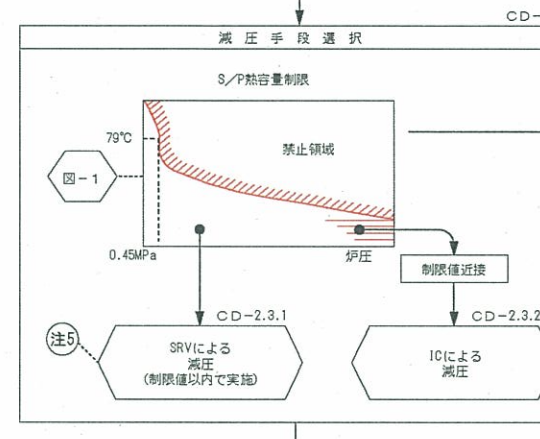 CD-
減圧手段選択
S/P熱容量制限
79℃
禁止領域
図-1
0.45MPa
炉圧
制限値近接
CD-2.3.1
CD-2.3.2
注5
SRVによる
減圧
(制限値以内で実施)
ICによる
減圧